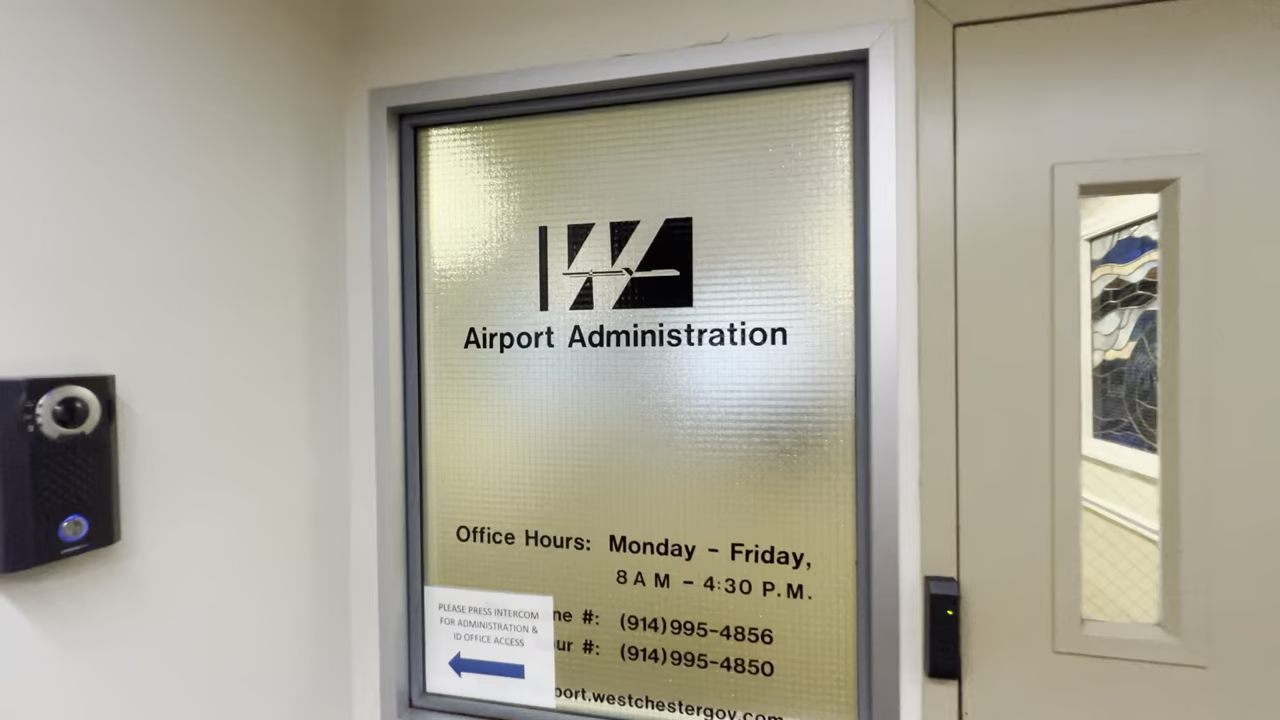 Airport Administration
Office Hours: Monday - Friday,
8 A M - 4:30 P.M.
ne #: (914)995-4856
ur #: (914)995-4850
port.westchestergov.com
PLEASE PRESS INTERCOM
FOR ADMINISTRATION &
ID OFFICE ACCESS